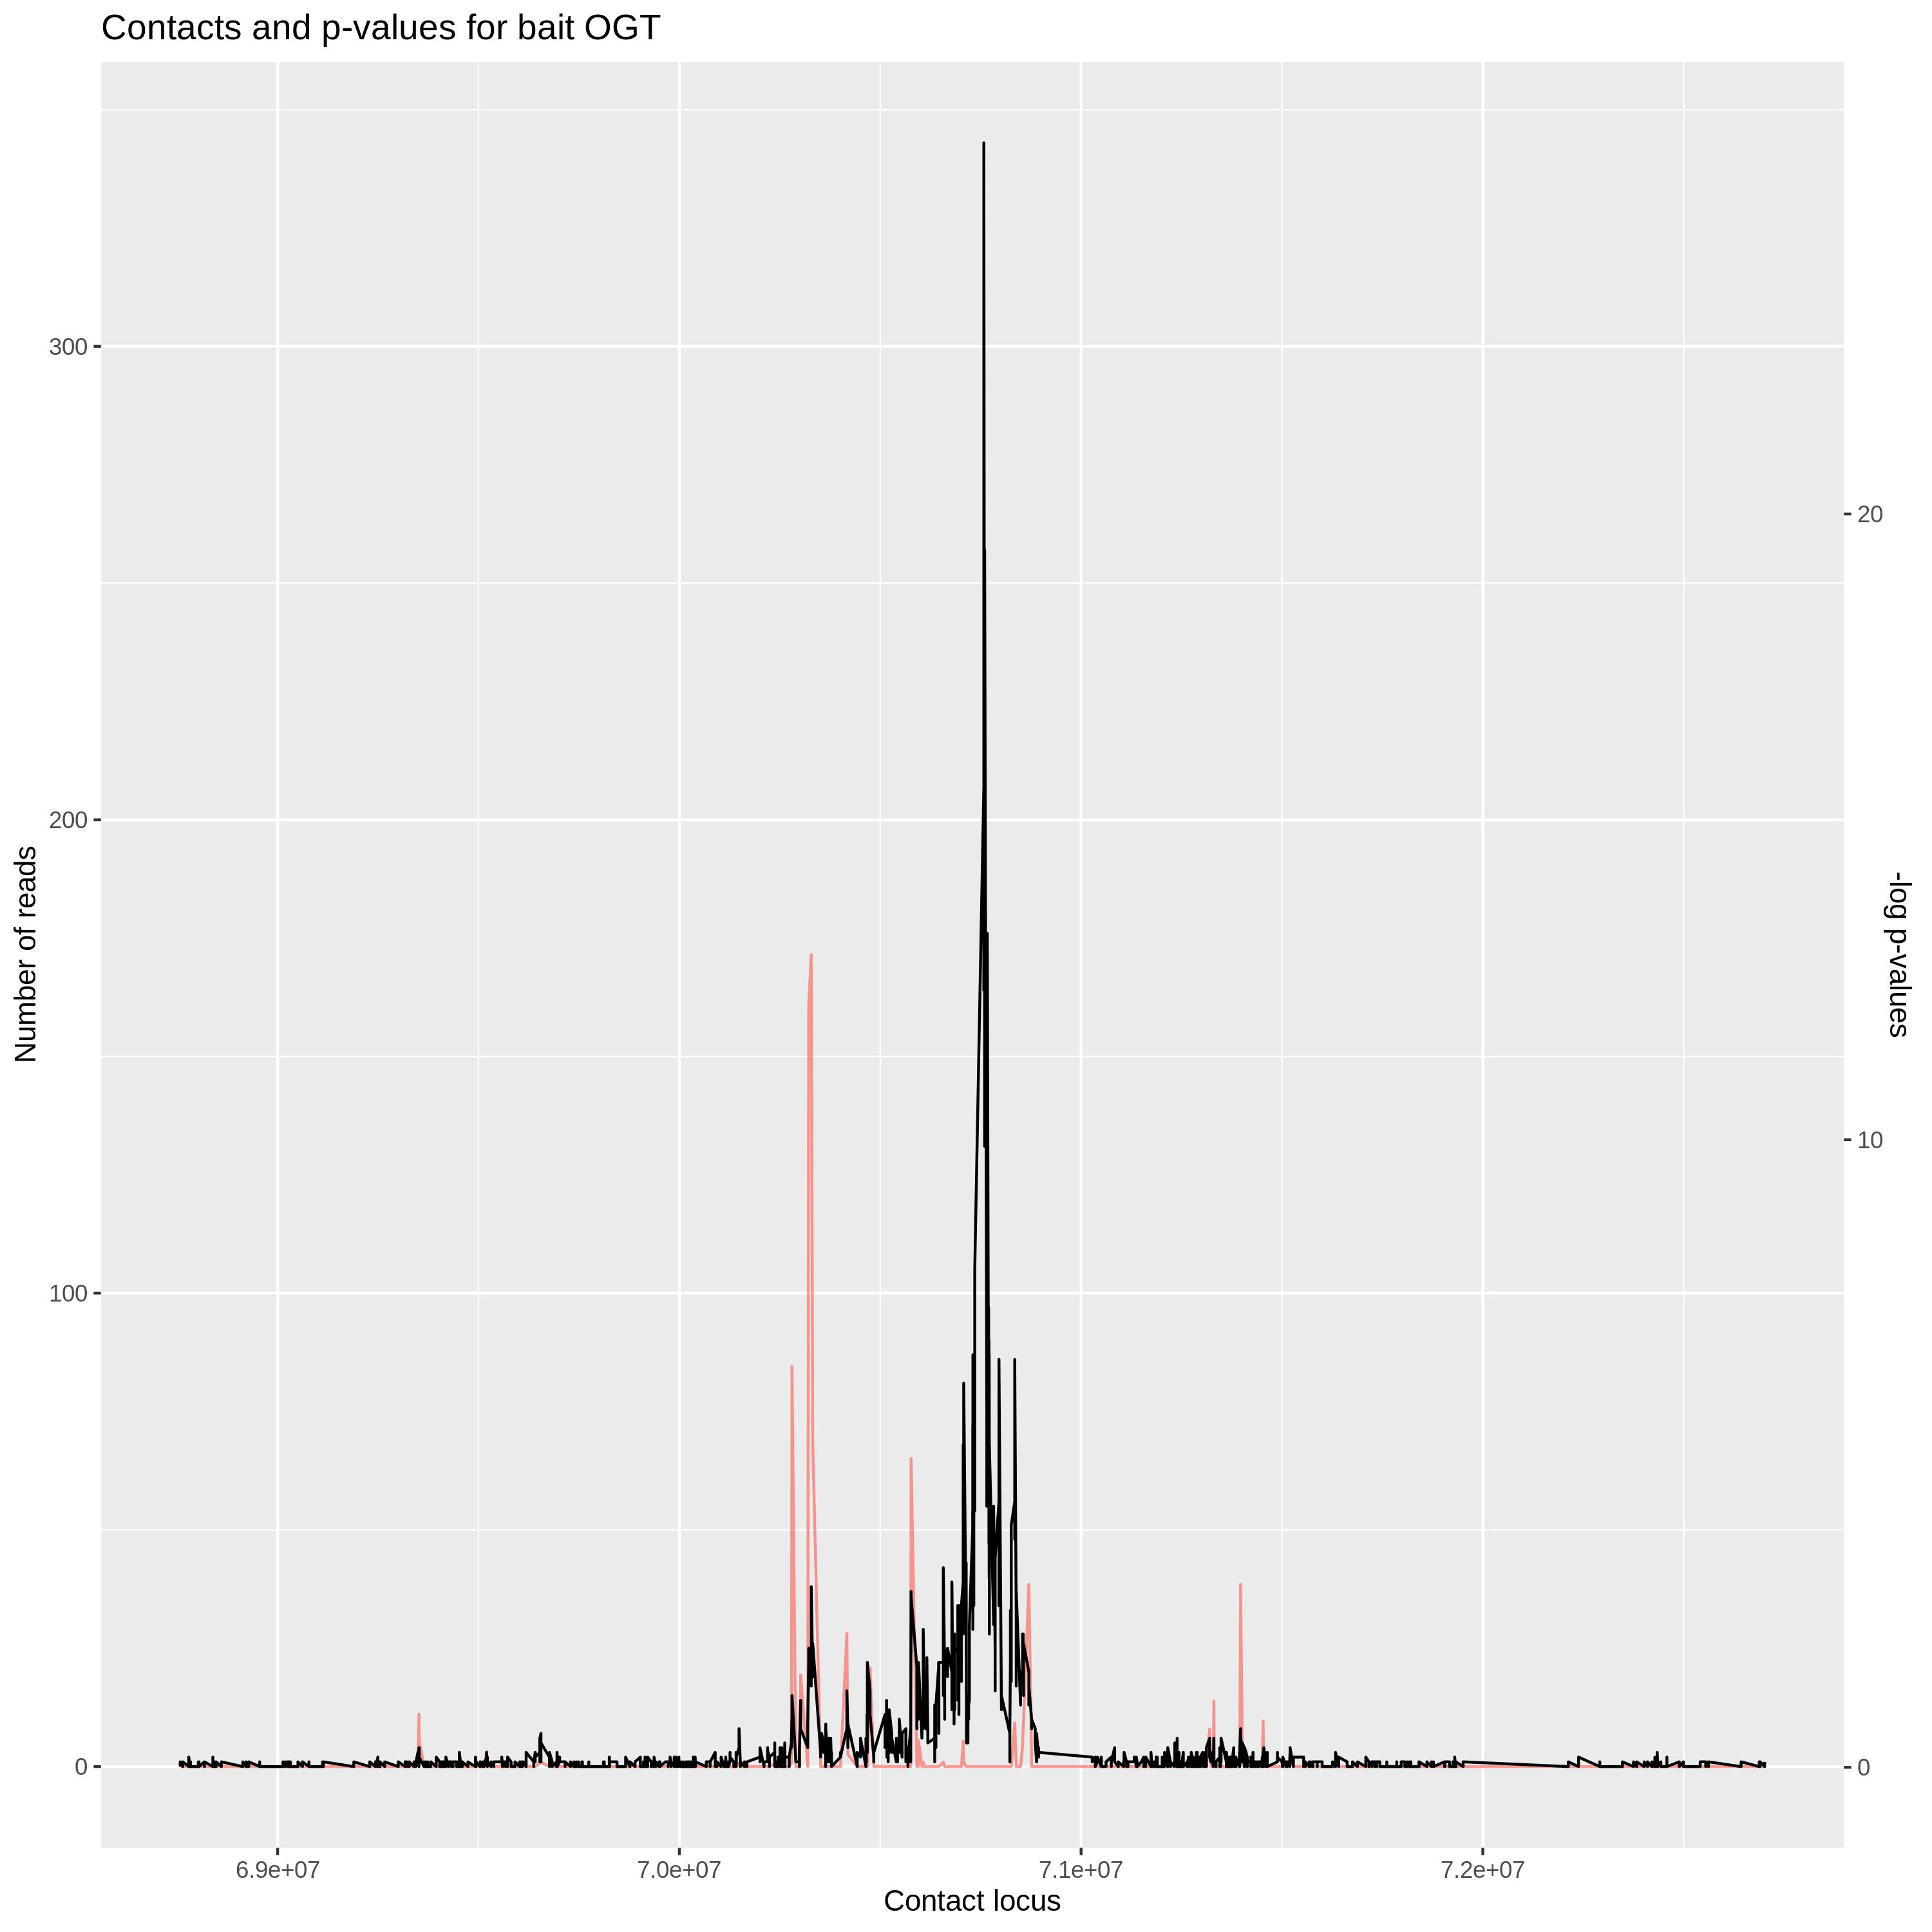 Contacts and p-values for bait OGT
Number of reads
300
200
100
0
20
10
0
-log p-values
6.9e+07
7.0e+07
7.1e+07
7.2e+07
Contact locus